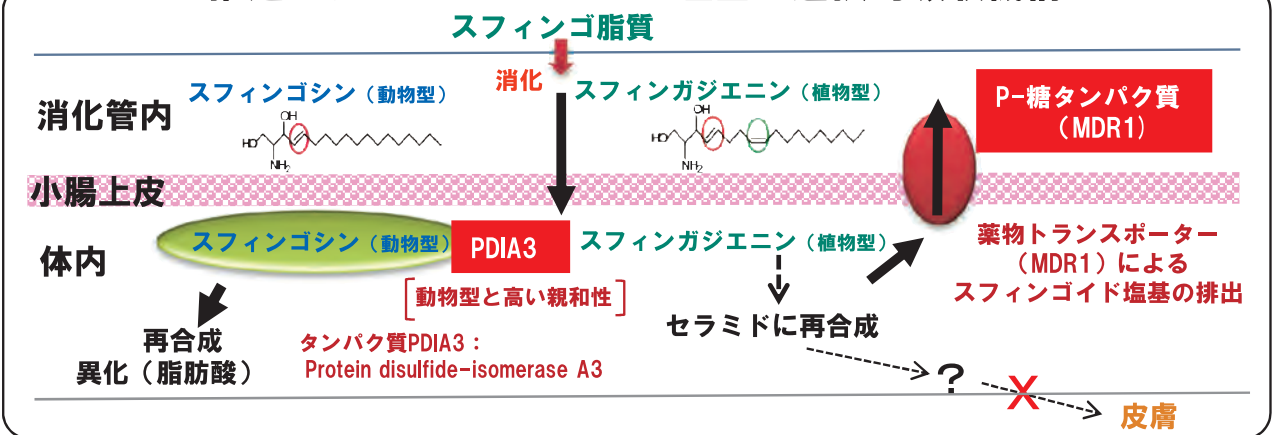 スフィンゴ脂質
消化
消化管内
スフィンゴシン（動物型）
スフィンガジエニン（植物型）
P-糖タンパク質
（MDR1）
OH
HO
NH2
OH
HO
NH2
小腸上皮
体内
スフィンゴシン（動物型）
PDIA3
スフィンガジエニン（植物型）
[動物型と高い親和性]
薬物トランスポーター
（MDR1）による
スフィンゴイド塩基の排出
再合成
異化（脂肪酸）
タンパク質PDIA3：
Protein disulfide-isomerase A3
セラミドに再合成
?
X
皮膚